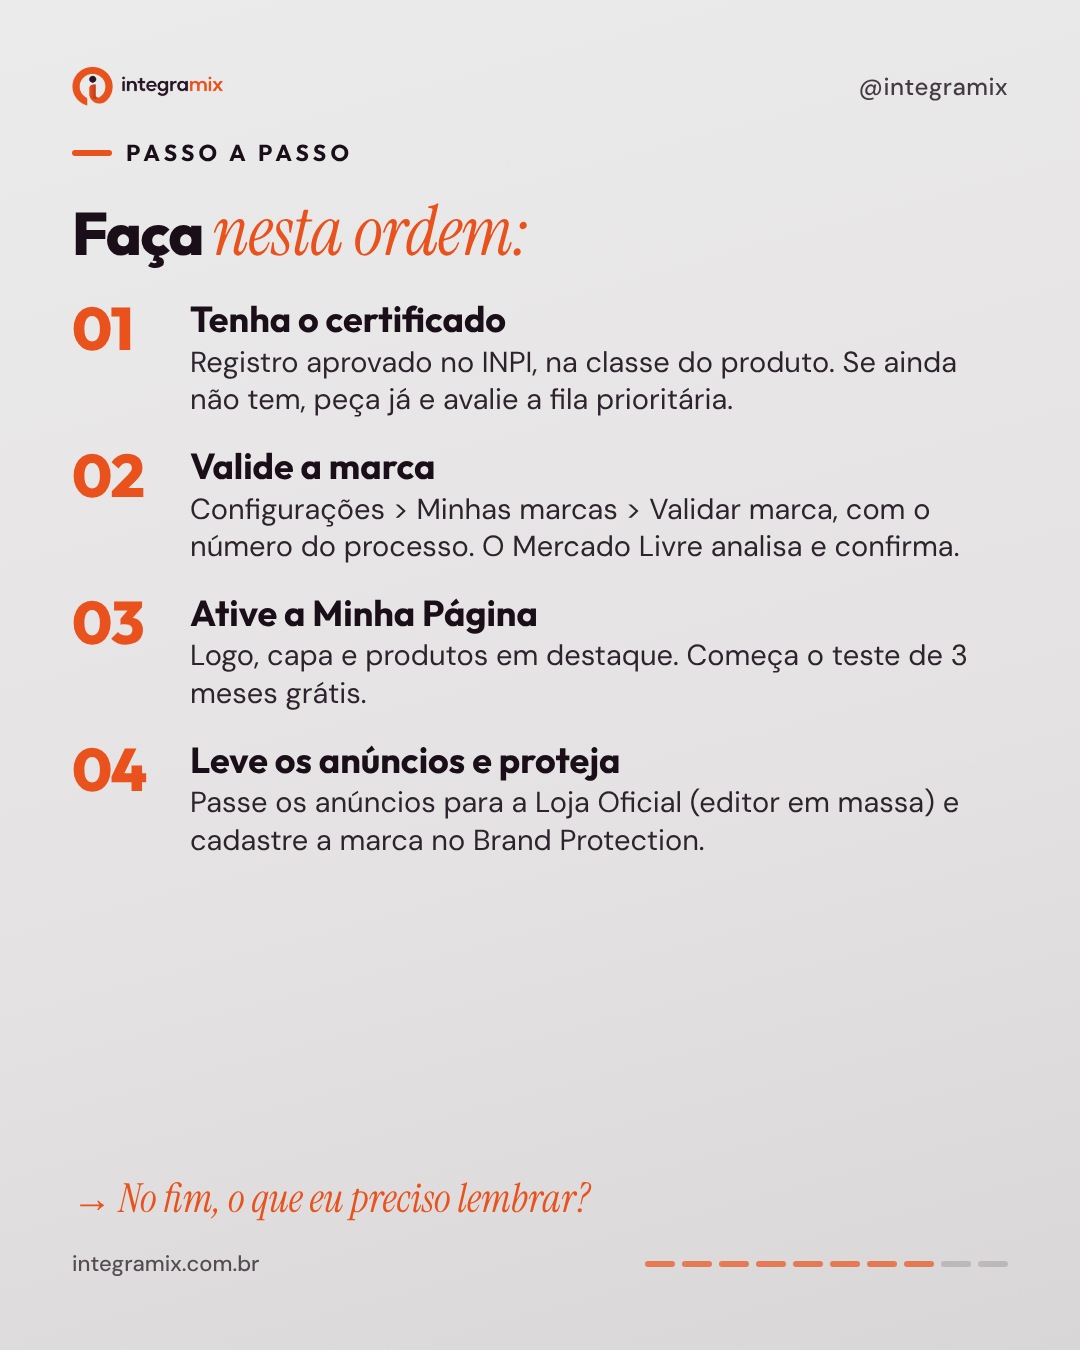 integramix
@integramix
PASSO A PASSO
Faça nesta ordem:
01
Tenha o certificado
Registro aprovado no INPI, na classe do produto. Se ainda
não tem, peça já e avalie a fila prioritária.
02
Valide a marca
Configurações > Minhas marcas > Validar marca, com o
número do processo. O Mercado Livre analisa e confirma.
03
Ative a Minha Página
Logo, capa e produtos em destaque. Começa o teste de 3
meses grátis.
04
Leve os anúncios e proteja
Passe os anúncios para a Loja Oficial (editor em massa) e
cadastre a marca no Brand Protection.
→ No fim, o que eu preciso lembrar?
integramix.com.br